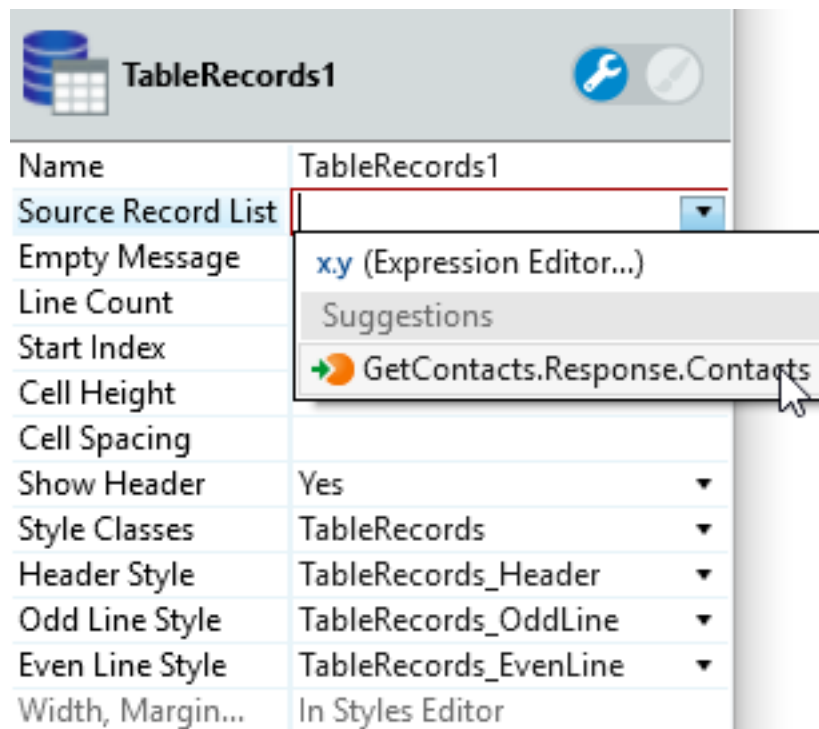 TableRecords1
Name TableRecords1
Source Record List
x.y (Expression Editor...)
Empty Message
Suggestions
Line Count
Start Index
GetContacts.Response.Contacts
Cell Height
Cell Spacing
Show Header Yes
Style Classes TableRecords
Header Style TableRecords_Header
Odd Line Style TableRecords_OddLine
Even Line Style TableRecords_EvenLine
Width, Margin... In Styles Editor